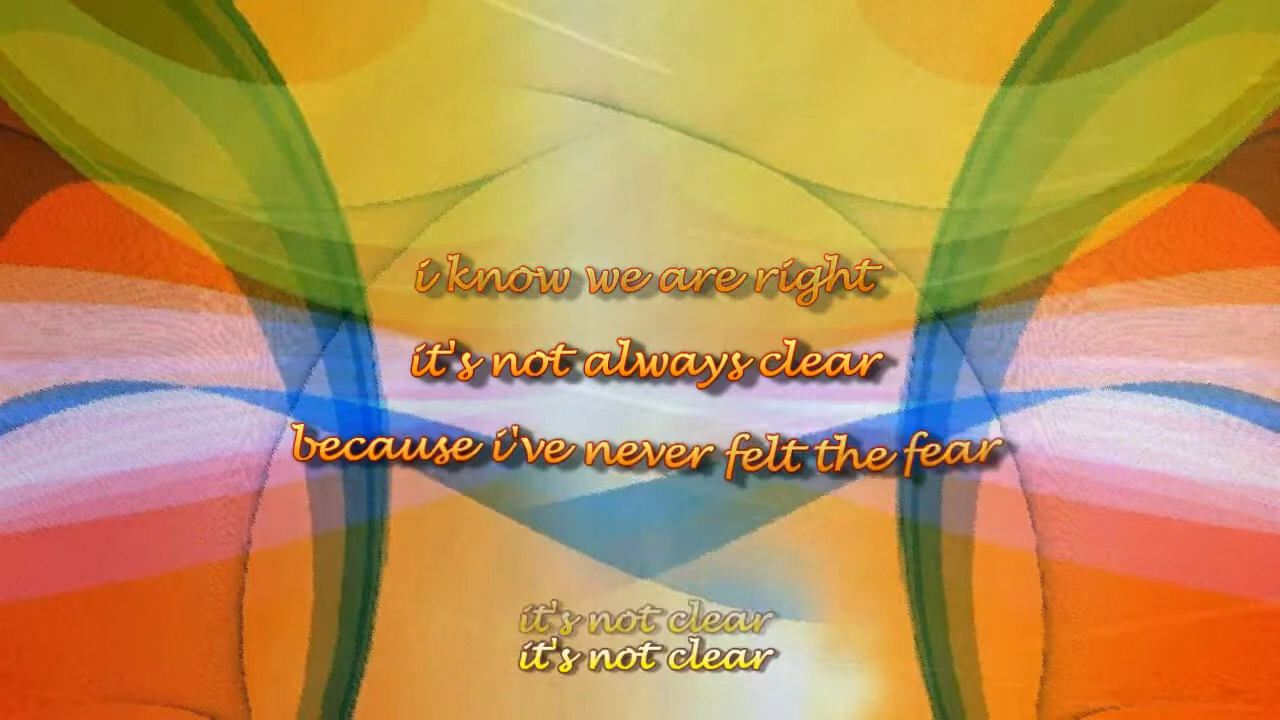 i know we are right
it's not always clear
because i've never felt the fear
it's not clear
it's not clear